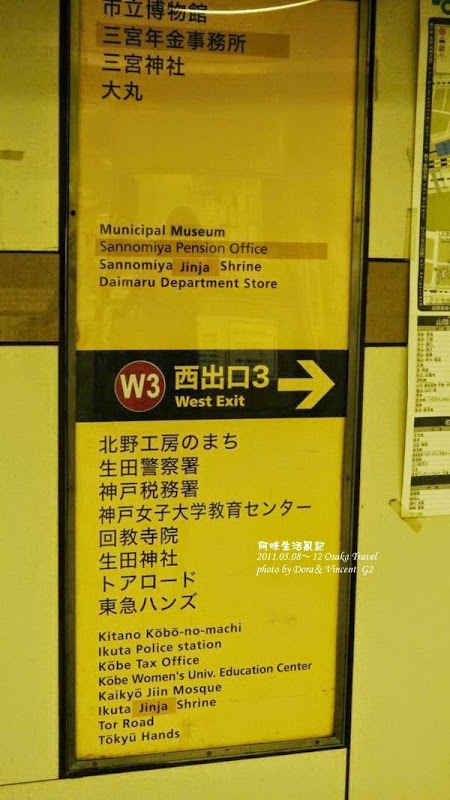 市立博物館
三宮年金事務所
三宮神社
大丸
Municipal Museum
Sannomiya Pension Office
Sannomiya Jinja Shrine
Daimaru Department Store
W3 西出口3
West Exit
北野工房のまち
生田警察署
神戸税務署
神戸女子大学教育センター
回教寺院
生田神社
トアロード
東急ハンズ
Kitano Kōbō-no-machi
Ikuta Police station
Kōbe Tax Office
Kōbe Women's Univ. Education Center
Kaikyō Jiin Mosque
Ikuta Jinja Shrine
Tor Road
Tōkyū Hands
阿咪生活亂記
2011.05.08～12 Osaka Travel
photo by Dora & Vincent G2